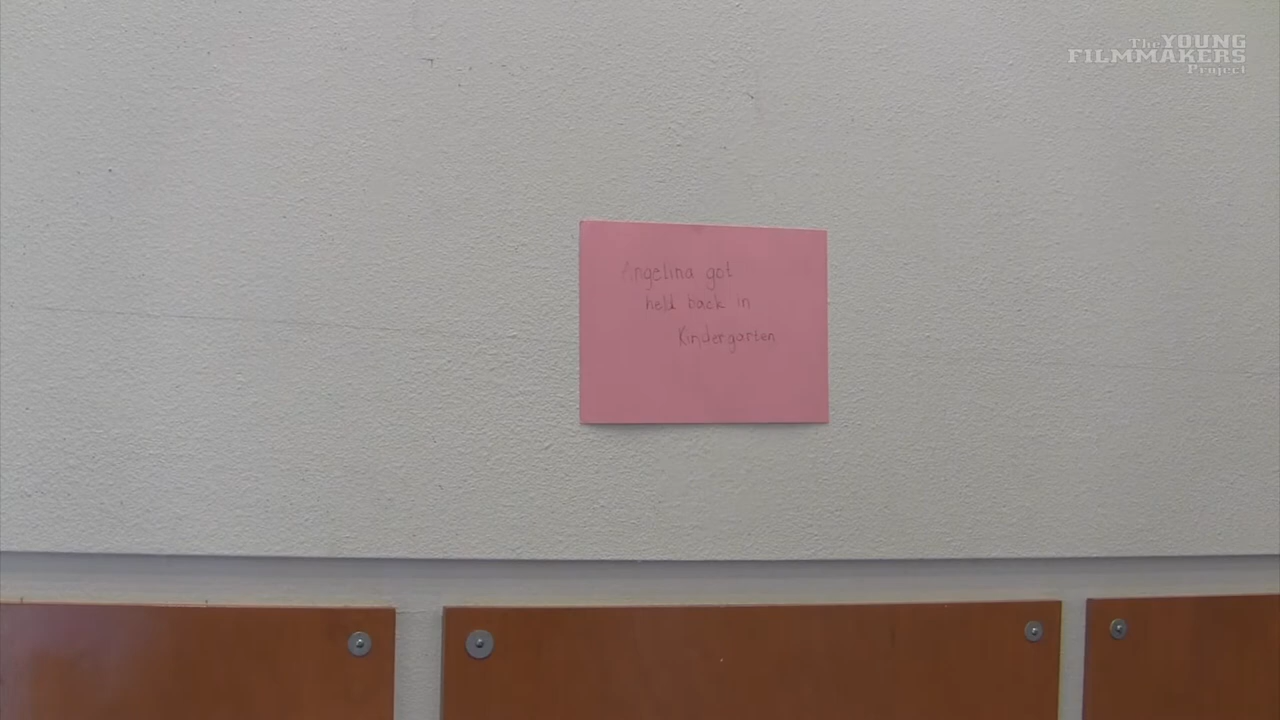 The YOUNG
FILMMAKERS
Project
Angelina got
held back in
Kindergarten